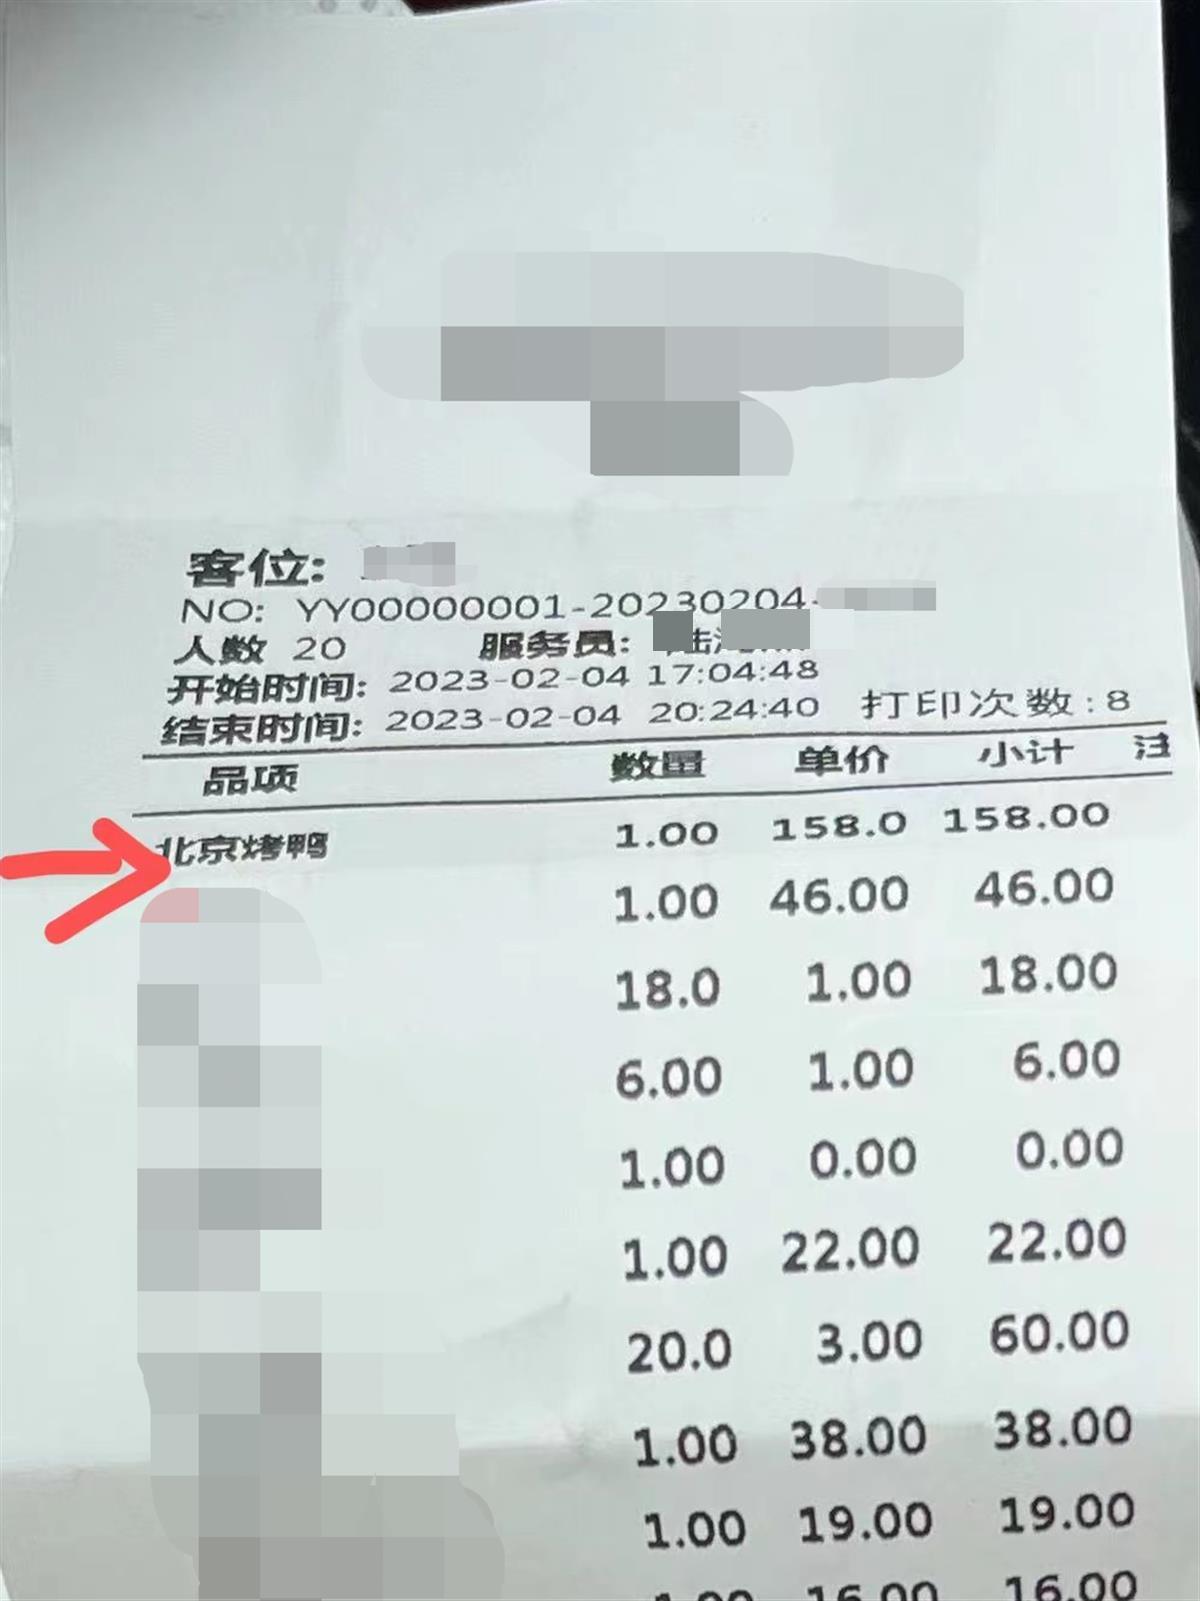 客位:
NO: YY00000001-20230204-
人数 20 服务员:
开始时间: 2023-02-04 17:04:48
结束时间: 2023-02-04 20:24:40 打印次数:8
品项 数量 单价 小计 注
北京烤鸭 1.00 158.0 158.00
1.00 46.00 46.00
18.0 1.00 18.00
6.00 1.00 6.00
1.00 0.00 0.00
1.00 22.00 22.00
20.0 3.00 60.00
1.00 38.00 38.00
1.00 19.00 19.00
1.00 16.00 16.00